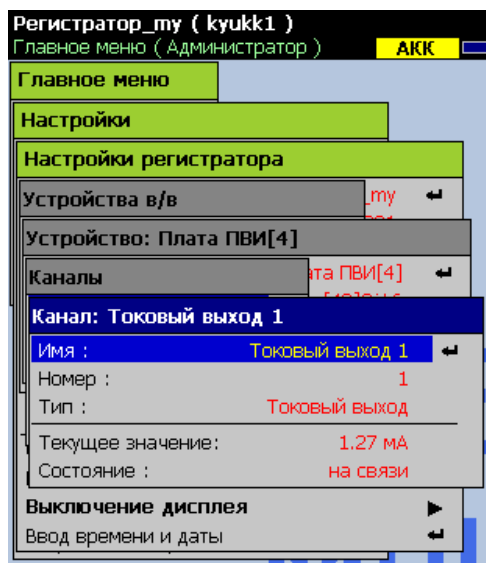 Регистратор_my ( kyukk1 )
Главное меню ( Администратор ) АКК
Главное меню
Настройки
Настройки регистратора
Устройства в/в _my
Устройство: Плата ПВИ[4]
Каналы ата ПВИ[4]
Канал: Токовый выход 1
Имя : Токовый выход 1
Номер : 1
Тип : Токовый выход
Текущее значение: 1.27 мА
Состояние : на связи
Выключение дисплея
Ввод времени и даты